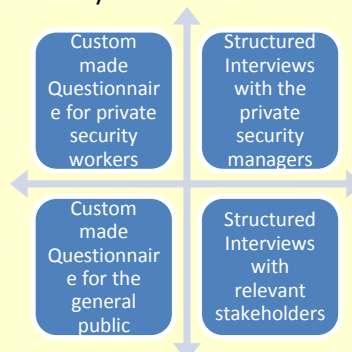 Custom
made
Questionnair
e for private
security
workers
Structured
Interviews
with the
private
security
managers
Custom
made
Questionnair
e for the
general
public
Structured
Interviews
with
relevant
stakeholders